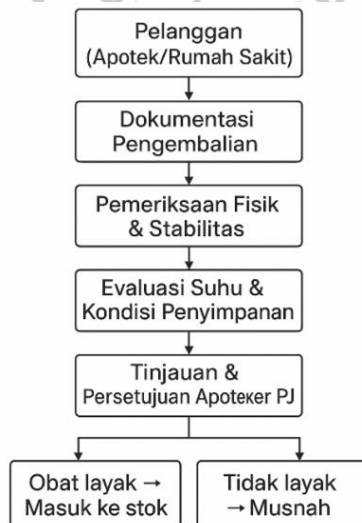 Pelanggan
(Apotek/Rumah Sakit)
Dokumentasi
Pengembalian
Pemeriksaan Fisik
& Stabilitas
Evaluasi Suhu &
Kondisi Penyimpanan
Tinjauan &
Persetujuan Apoteкer PJ
Obat layak →
Masuk ke stok
Tidak layak
→ Musnah